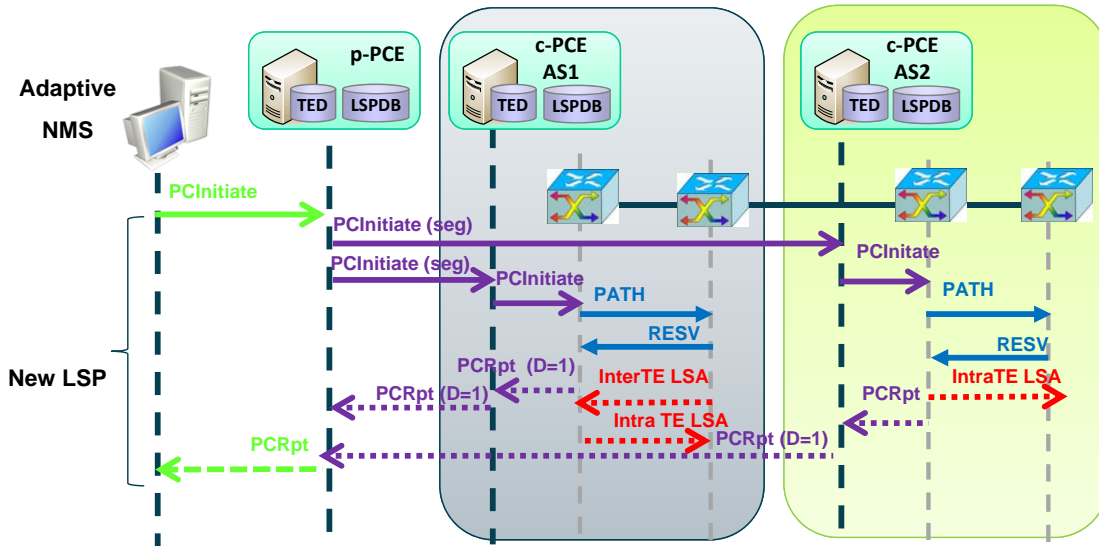 Adaptive
NMS
p-PCE
TED
LSPDB
c-PCE
AS1
TED
LSPDB
c-PCE
AS2
TED
LSPDB
PCInitiate
PCInitiate (seg)
PCInitiate (seg)
PCInitiate
PCInitate
PATH
PATH
RESV
RESV
PCRpt (D=1)
InterTE LSA
IntraTE LSA
PCRpt (D=1)
PCRpt
New LSP
Intra TE LSA
PCRpt (D=1)
PCRpt